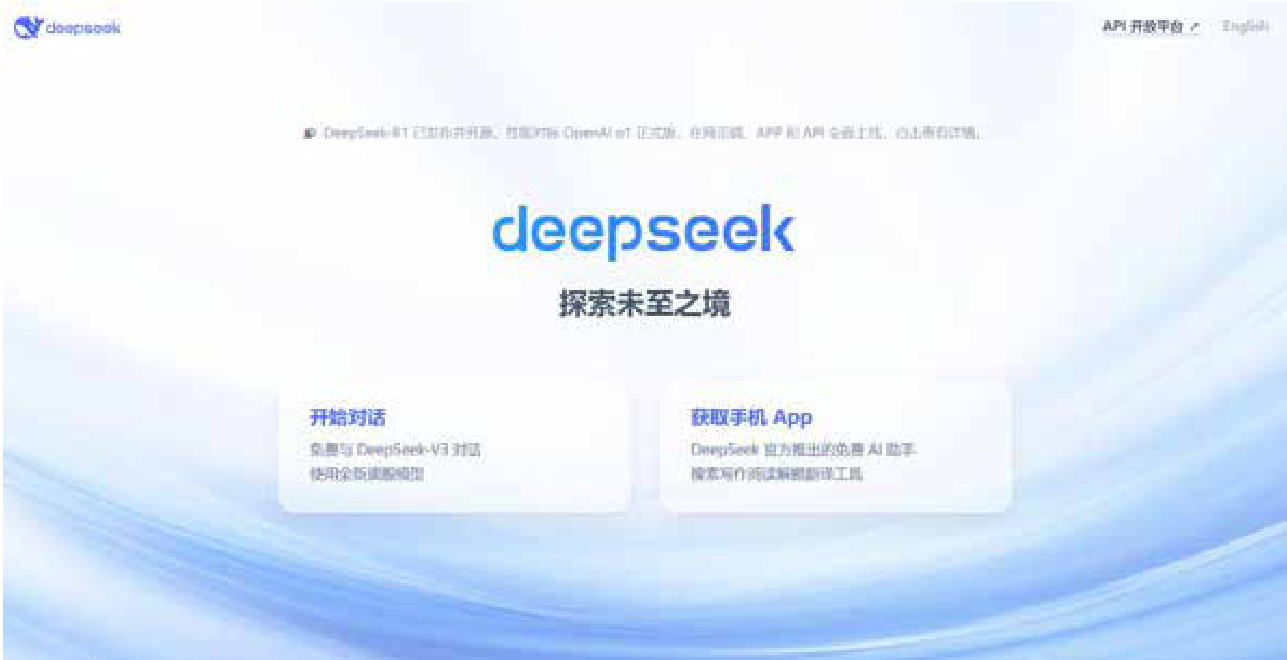 deepseek
API 开放平台 ↗ English
DeepSeek-R1 已发布并开源，性能对标 OpenAI o1 正式版，在网页端、APP 和 API 全面上线，点击查看详情。
deepseek
探索未至之境
开始对话
免费与 DeepSeek-V3 对话
使用全新旗舰模型
获取手机 App
DeepSeek 官方推出的免费 AI 助手
搜索写作阅读解题翻译工具